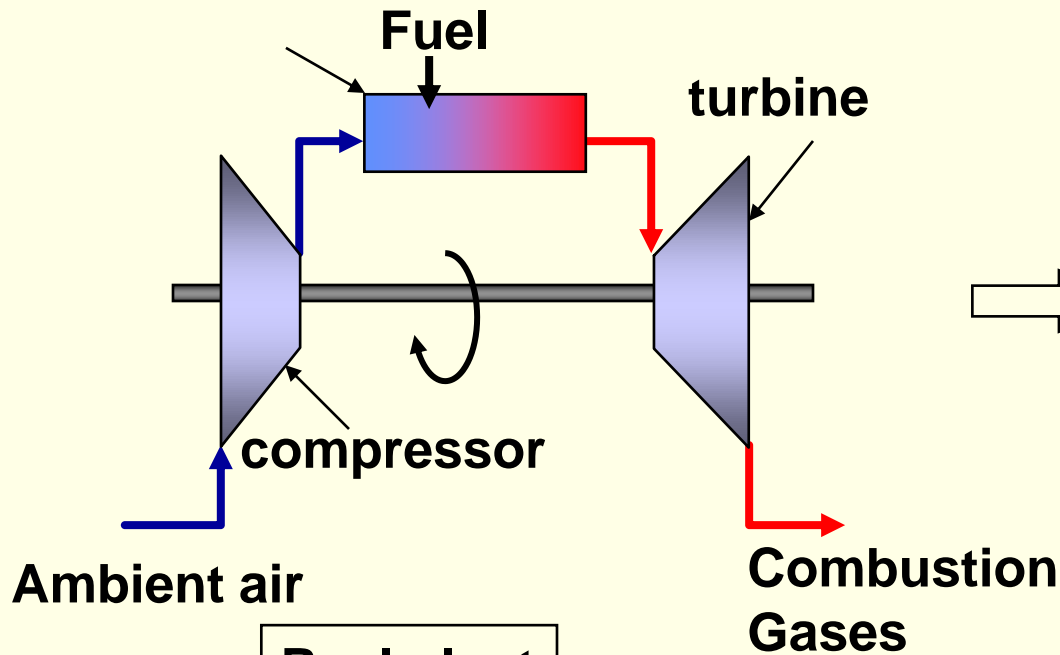 Fuel
turbine
compressor
Ambient air
Combustion
Gases